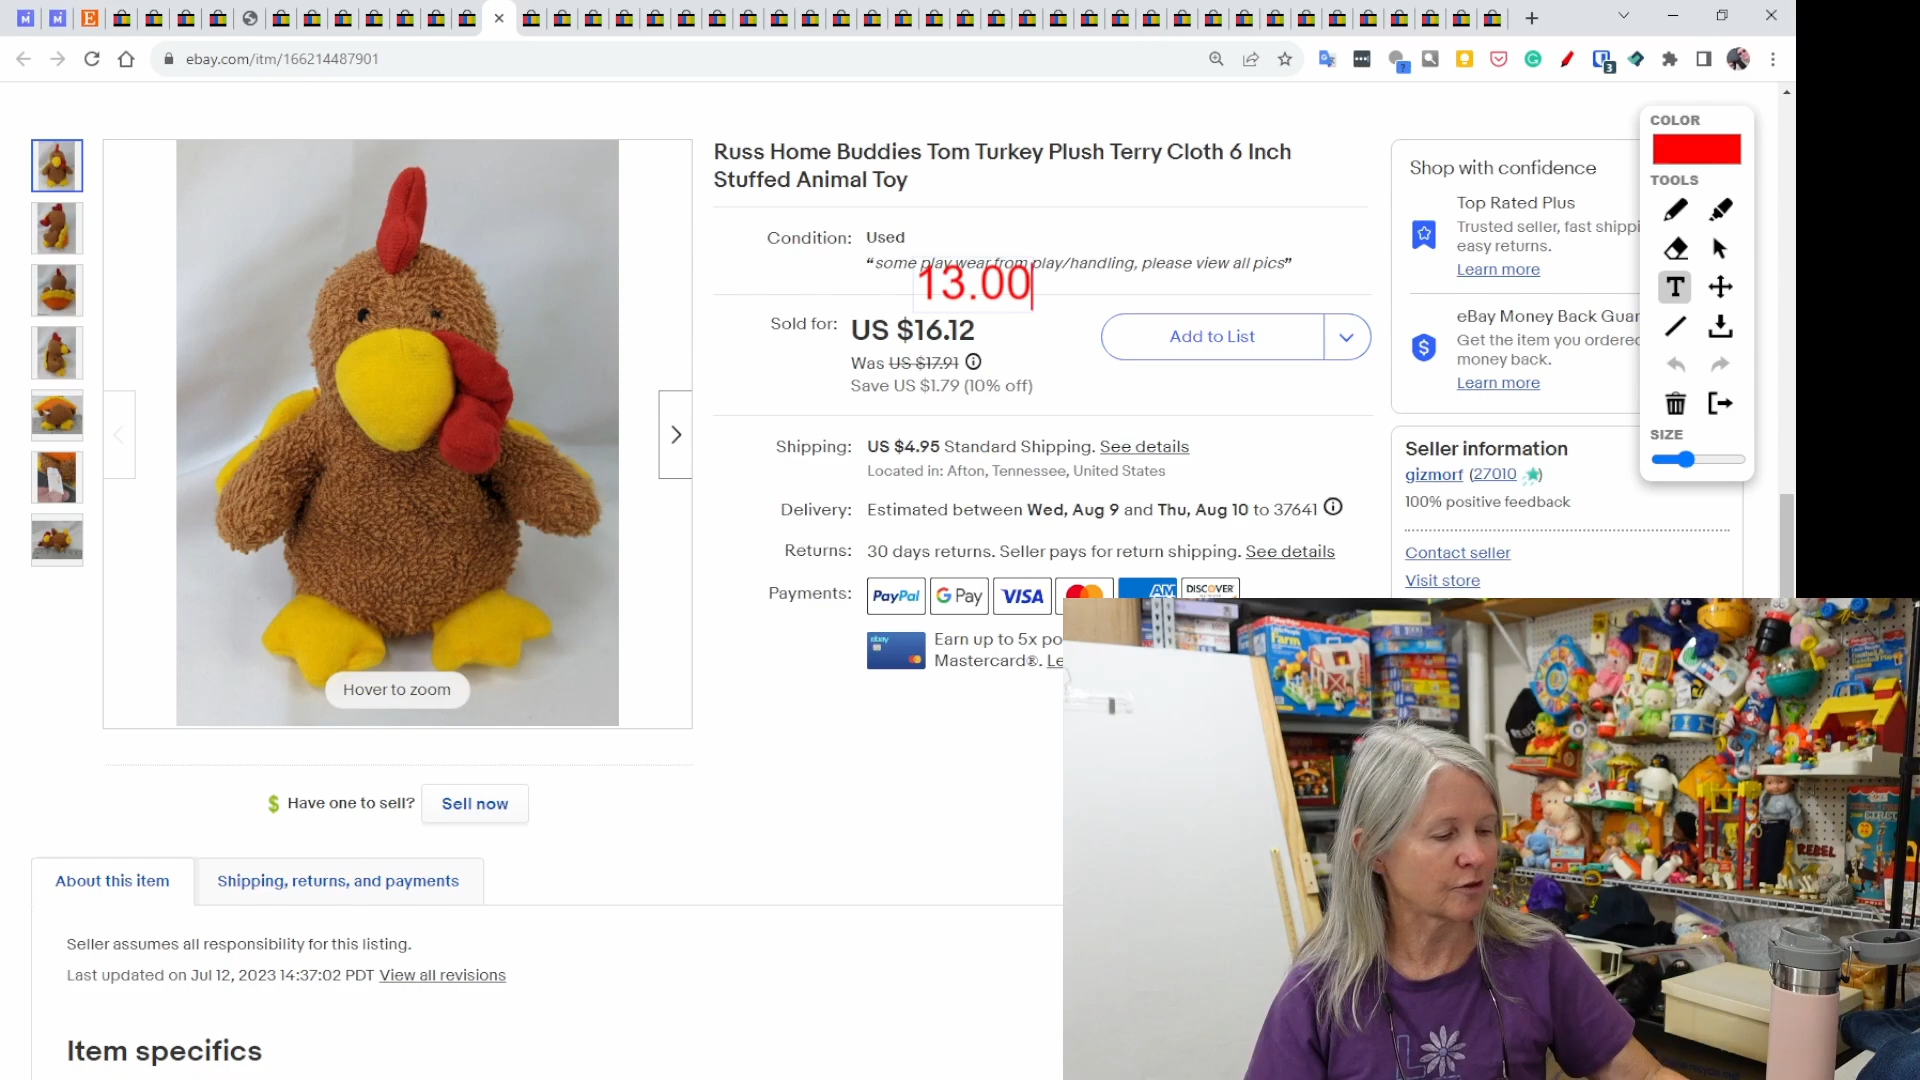 ebay.com/itm/166214487901
Russ Home Buddies Tom Turkey Plush Terry Cloth 6 Inch
Stuffed Animal Toy
Condition: Used
“some play wear from play/handling, please view all pics”
13.00
Sold for: US $16.12
Was US $17.91
Save US $1.79 (10% off)
Add to List
Shipping: US $4.95 Standard Shipping. See details
Located in: Afton, Tennessee, United States
Delivery: Estimated between Wed, Aug 9 and Thu, Aug 10 to 37641
Returns: 30 days returns. Seller pays for return shipping. See details
Payments: PayPal G Pay VISA AM DISCOVER
ebay
Earn up to 5x po
Mastercard®. Le
Hover to zoom
Have one to sell? Sell now
About this item
Shipping, returns, and payments
Seller assumes all responsibility for this listing.
Last updated on Jul 12, 2023 14:37:02 PDT View all revisions
Item specifics
Shop with confidence
Top Rated Plus
Trusted seller, fast shippi
easy returns.
Learn more
eBay Money Back Guar
Get the item you ordered
money back.
Learn more
Seller information
gizmorf (27010)
100% positive feedback
Contact seller
Visit store
COLOR
TOOLS
T
SIZE
Farm
REBEL